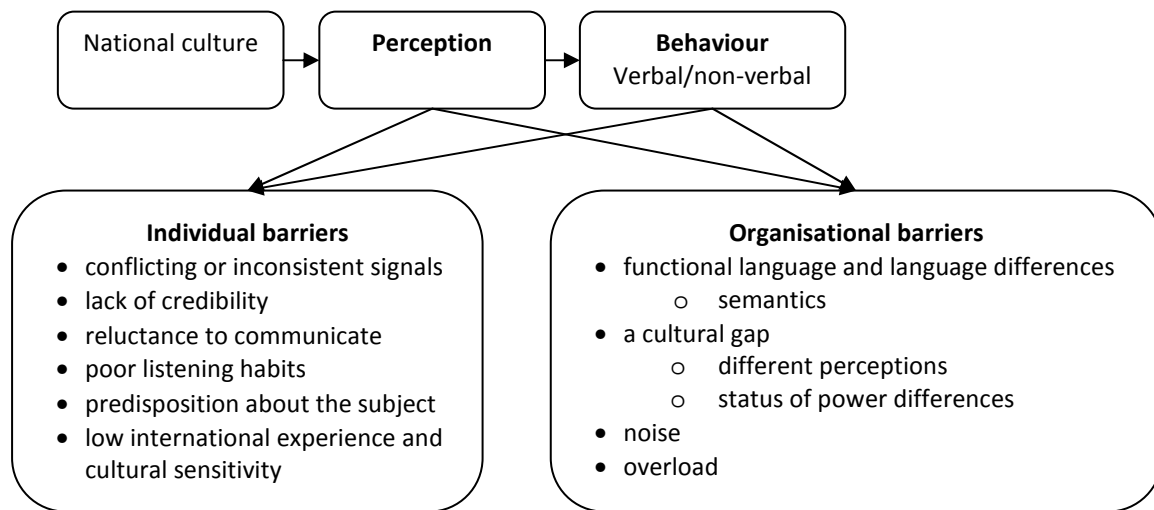 National culture
Perception
Behaviour
Verbal/non-verbal
Individual barriers
• conflicting or inconsistent signals
• lack of credibility
• reluctance to communicate
• poor listening habits
• predisposition about the subject
• low international experience and
cultural sensitivity
Organisational barriers
• functional language and language differences
o semantics
• a cultural gap
o different perceptions
o status of power differences
• noise
• overload